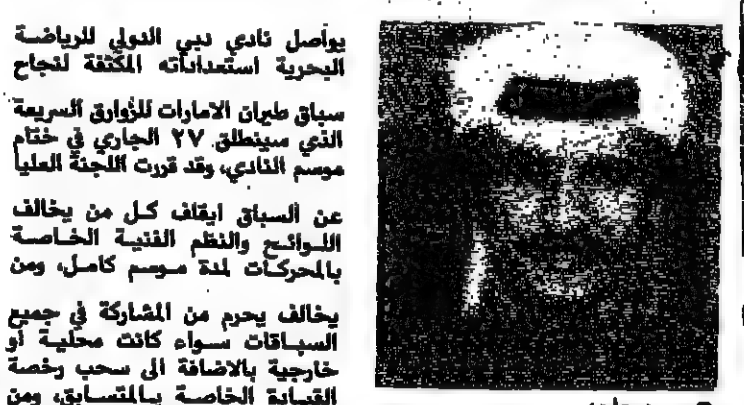 يواصل نادي دبي الدولي للرياضة
البحرية استعداداته المكثفة لنجاح
سباق طيران الامارات للزوارق السريعة
الذي سينطلق ٢٧ الجاري في ختام
موسم النادي، وقد قررت اللجنة العليا
عن السباق ايقاف كل من يخالف
اللوائح والنظم الفنية الخاصة
بالمحركات لمدة موسم كامل، ومن
يخالف يحرم من المشاركة في جميع
السباقات سواء كانت محلية أو
خارجية بالاضافة الى سحب رخصة
القيادة الخاصة بالمتسابق، ومن